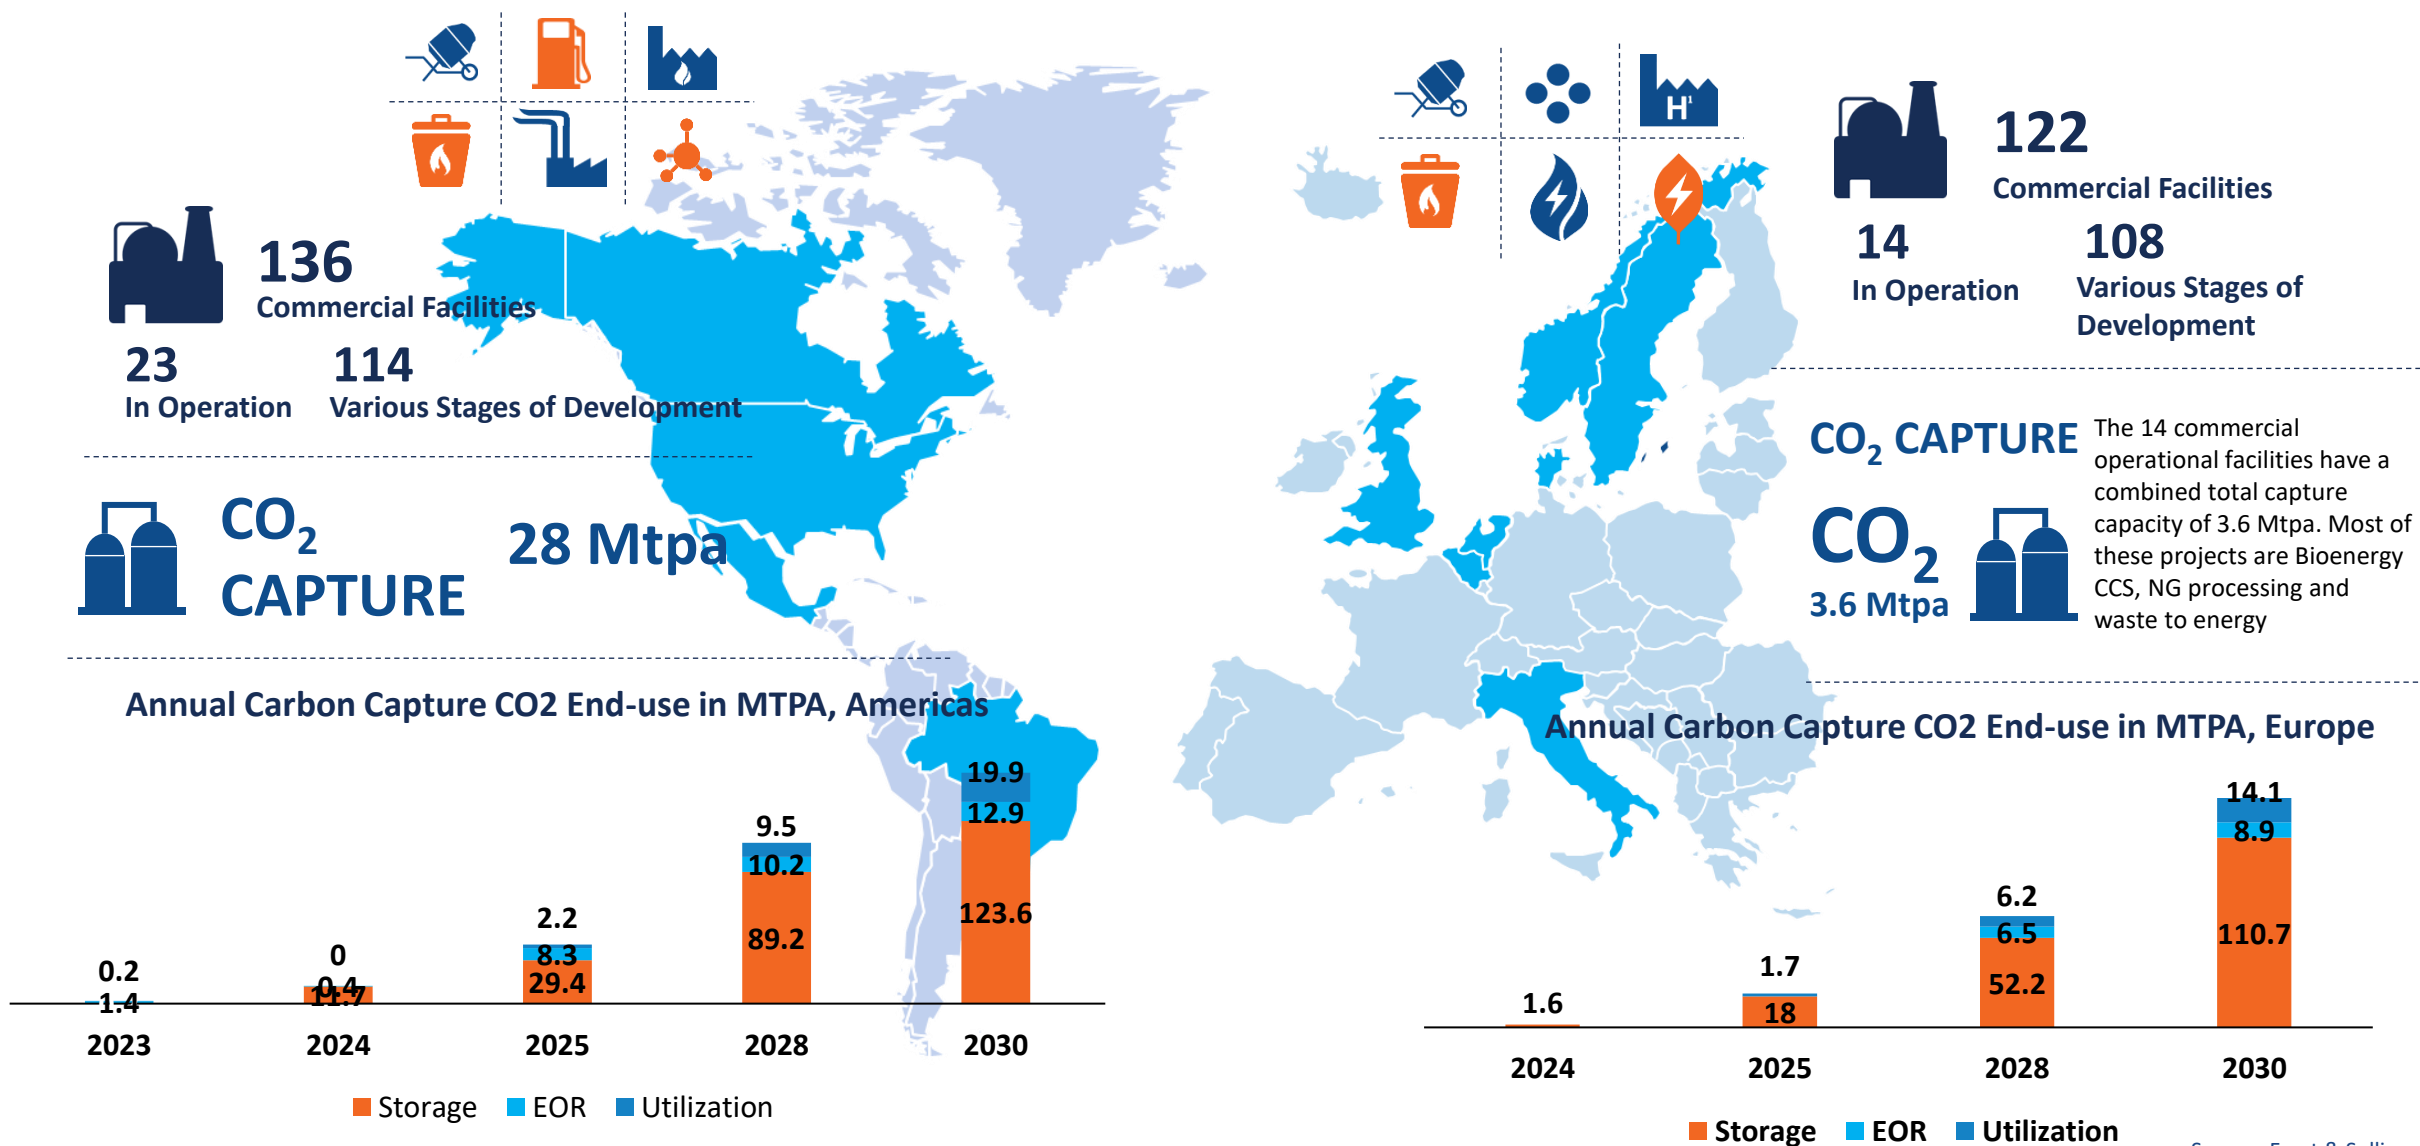 136
Commercial Facilities
23
In Operation
114
Various Stages of Development
CO2
CAPTURE
28 Mtpa
Annual Carbon Capture CO2 End-use in MTPA, Americas
0.2
1.4
0
0.4
11.7
2.2
8.3
29.4
9.5
10.2
89.2
19.9
12.9
123.6
2023
2024
2025
2028
2030
Storage
EOR
Utilization
H1
122
Commercial Facilities
14
In Operation
108
Various Stages of
Development
CO2 CAPTURE
CO2
3.6 Mtpa
The 14 commercial
operational facilities have a
combined total capture
capacity of 3.6 Mtpa. Most of
these projects are Bioenergy
CCS, NG processing and
waste to energy
Annual Carbon Capture CO2 End-use in MTPA, Europe
1.6
1.7
18
6.2
6.5
52.2
14.1
8.9
110.7
2024
2025
2028
2030
Storage
EOR
Utilization